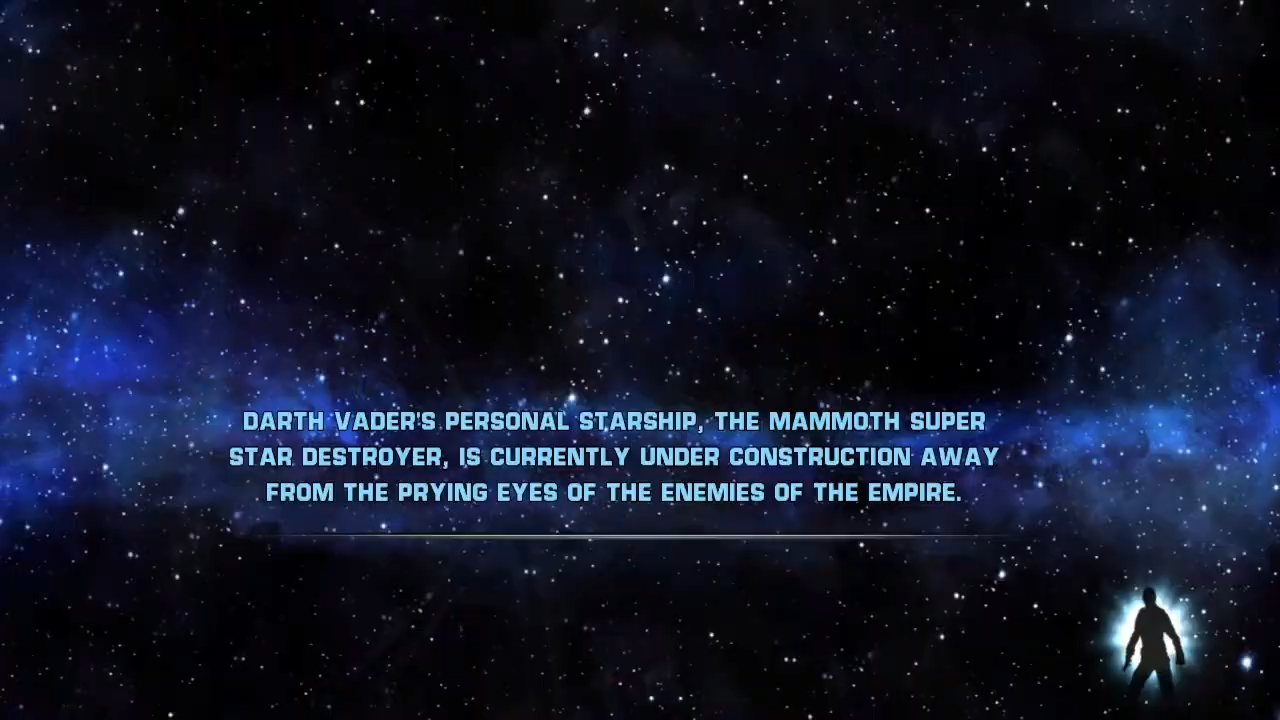 DARTH VADER'S PERSONAL STARSHIP, THE MAMMOTH SUPER
STAR DESTROYER, IS CURRENTLY UNDER CONSTRUCTION AWAY
FROM THE PRYING EYES OF THE ENEMIES OF THE EMPIRE.